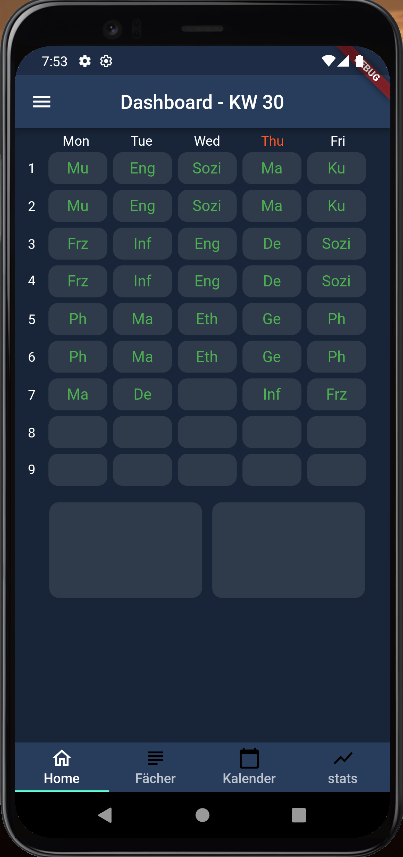 7:53
Dashboard - KW 30
Mon Tue Wed Thu Fri
1 Mu Eng Sozi Ma Ku
2 Mu Eng Sozi Ma Ku
3 Frz Inf Eng De Sozi
4 Frz Inf Eng De Sozi
5 Ph Ma Eth Ge Ph
6 Ph Ma Eth Ge Ph
7 Ma De Inf Frz
8
9
Home Fächer Kalender stats